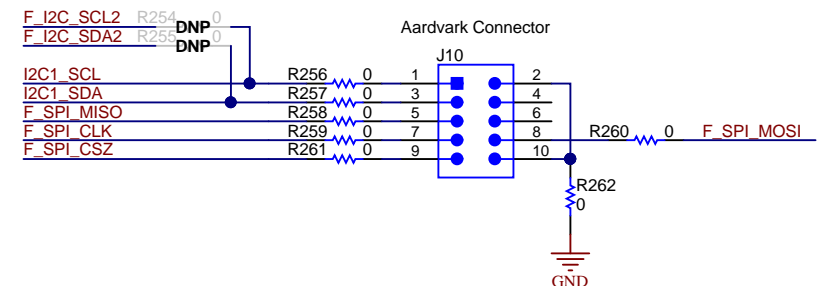 F_I2C_SCL2 R254 DNP 0
F_I2C_SDA2 R255 DNP 0
Aardvark Connector
J10
I2C1_SCL R256 0 1 2
I2C1_SDA R257 0 3 4
F_SPI_MISO R258 0 5 6
F_SPI_CLK R259 0 7 8 R260 0 F_SPI_MOSI
F_SPI_CSZ R261 0 9 10
R262
0
GND